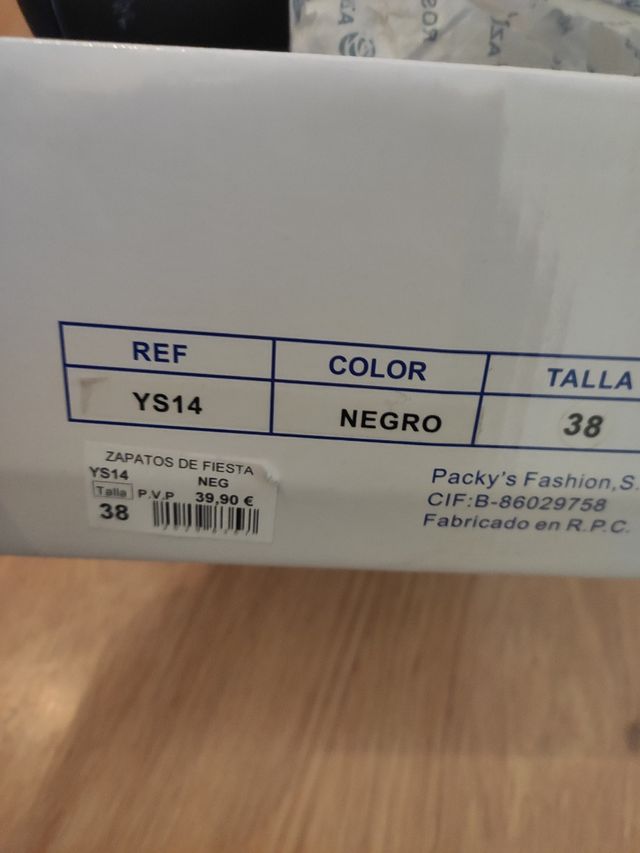 REF COLOR TALLA
YS14 NEGRO 38
ZAPATOS DE FIESTA
YS14 NEG
Talla P.V.P 39,90 €
38
Packy's Fashion,S.
CIF:B-86029758
Fabricado en R.P.C.